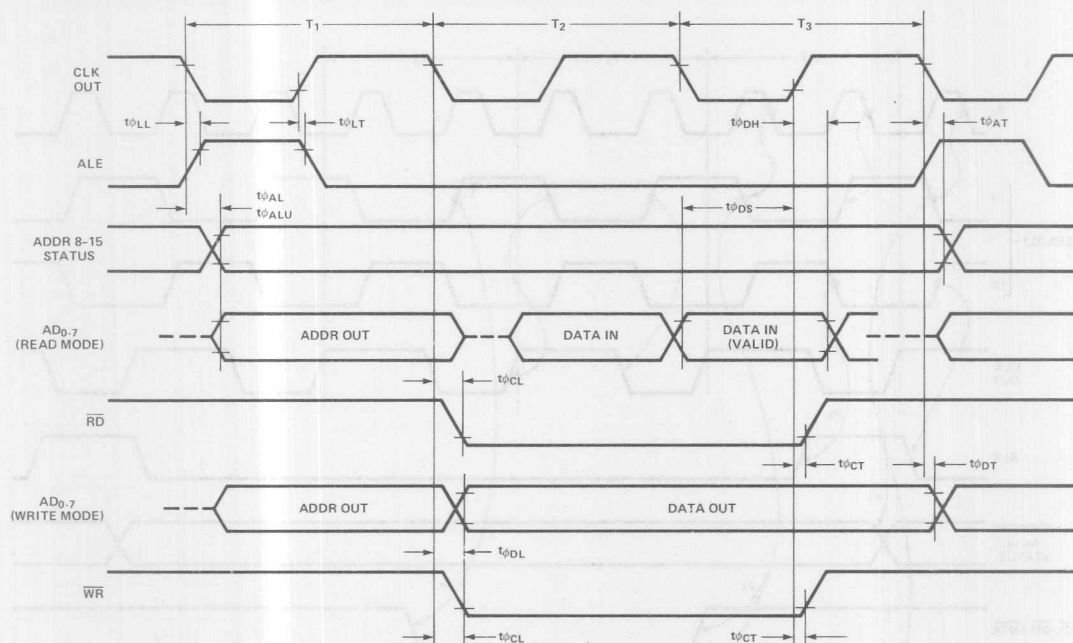 T₁ T₂ T₃
CLK
OUT
tϕLL tϕLT tϕDH tϕAT
ALE
tϕAL
tϕALU
tϕDS
ADDR 8–15
STATUS
AD₀₋₇
(READ MODE)
ADDR OUT
DATA IN
DATA IN
(VALID)
tϕCL
RD
tϕCT tϕDT
AD₀₋₇
(WRITE MODE)
ADDR OUT
DATA OUT
tϕDL
WR
tϕCL tϕCT